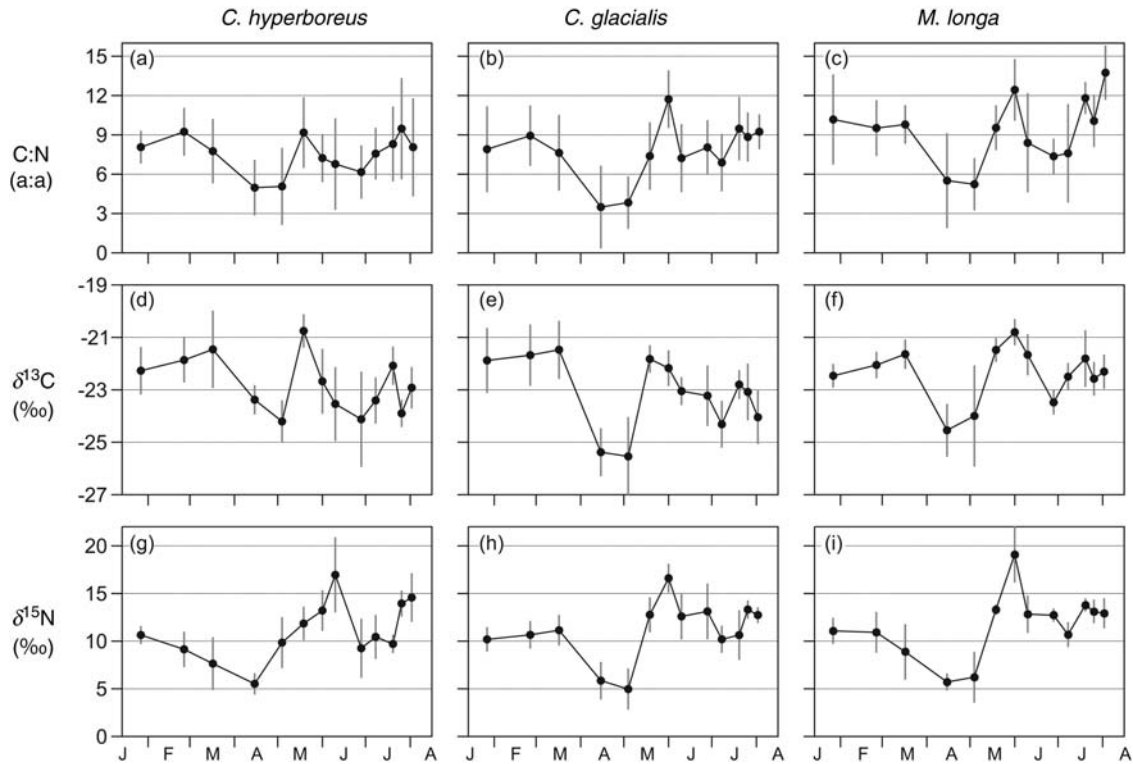 C. hyperboreus C. glacialis M. longa
(a) (b) (c)
15
12
9
6
3
0
C:N
(a:a)
(d) (e) (f)
-19
-21
-23
-25
-27
δ13C
(‰)
(g) (h) (i)
20
15
10
5
0
δ15N
(‰)
J F M A M J J A J F M A M J J A J F M A M J J A